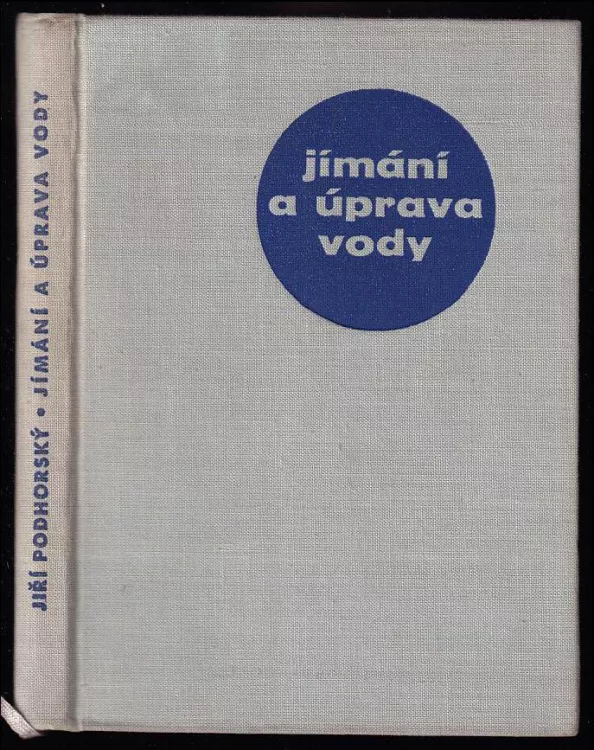 jímání
a úprava
vody
JIŘÍ PODHORSKÝ • JÍMÁNÍ A ÚPRAVA VODY